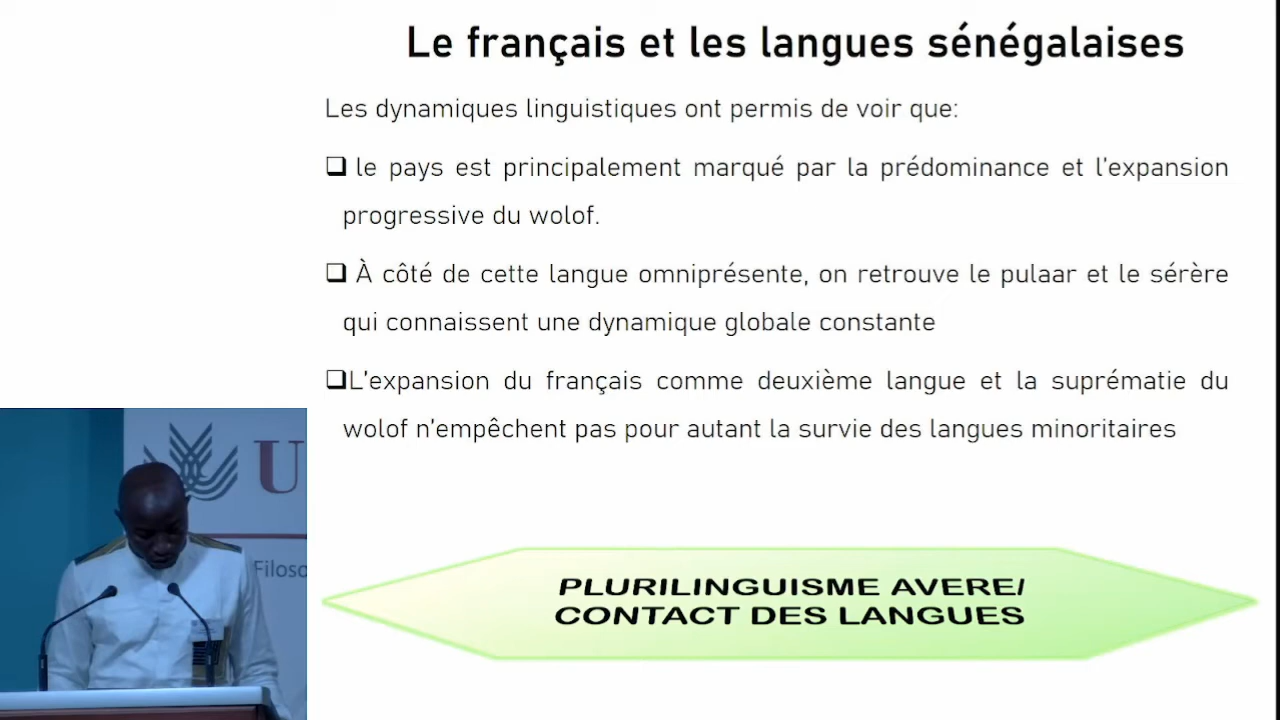 Le français et les langues sénégalaises
Les dynamiques linguistiques ont permis de voir que:
❑ le pays est principalement marqué par la prédominance et l'expansion
progressive du wolof.
❑ À côté de cette langue omniprésente, on retrouve le pulaar et le sérère
qui connaissent une dynamique globale constante
❑L'expansion du français comme deuxième langue et la suprématie du
wolof n'empêchent pas pour autant la survie des langues minoritaires
PLURILINGUISME AVERE/
CONTACT DES LANGUES
U
Filoso